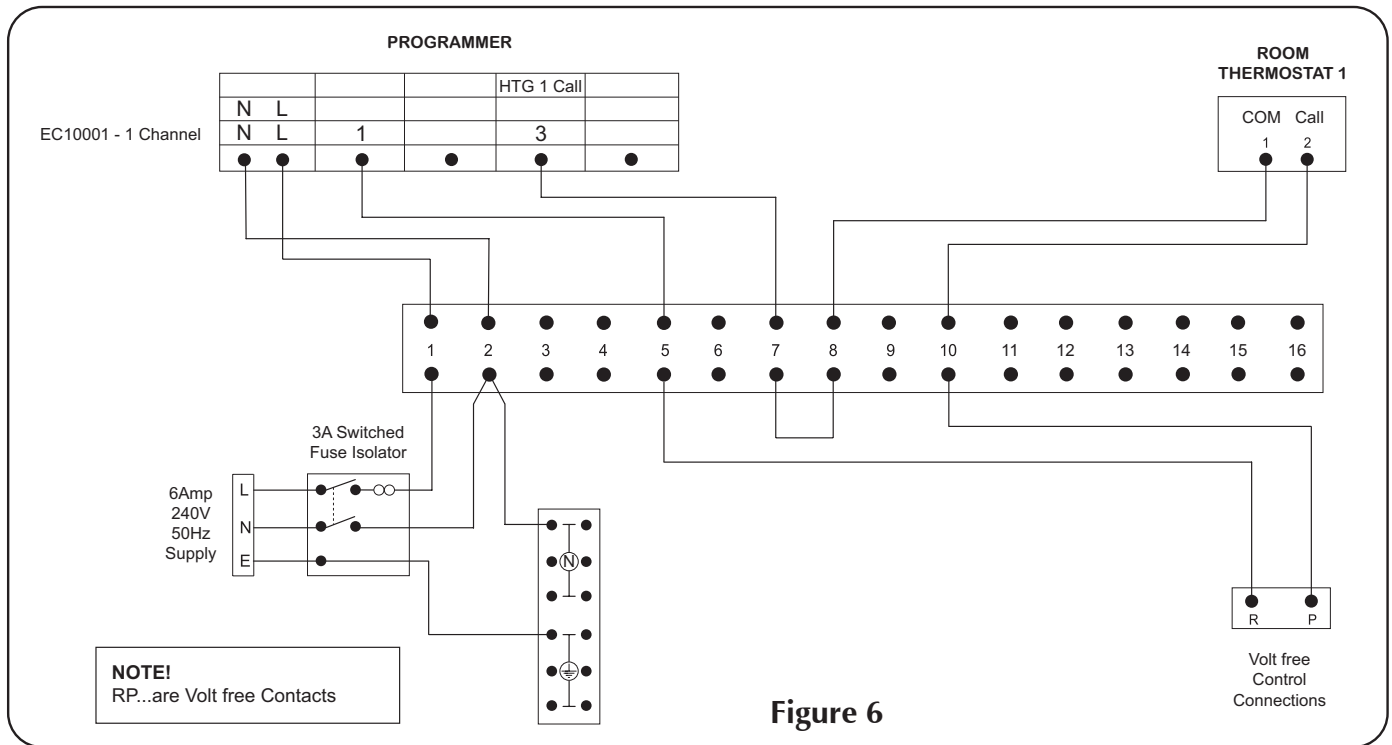 PROGRAMMER
HTG 1 Call
N L
EC10001 - 1 Channel
N L 1 3
ROOM
THERMOSTAT 1
COM Call
1 2
1 2 3 4 5 6 7 8 9 10 11 12 13 14 15 16
3A Switched
Fuse Isolator
6Amp
240V
50Hz
Supply
L
N
E
N
R P
Volt free
Control
Connections
NOTE!
RP...are Volt free Contacts
Figure 6